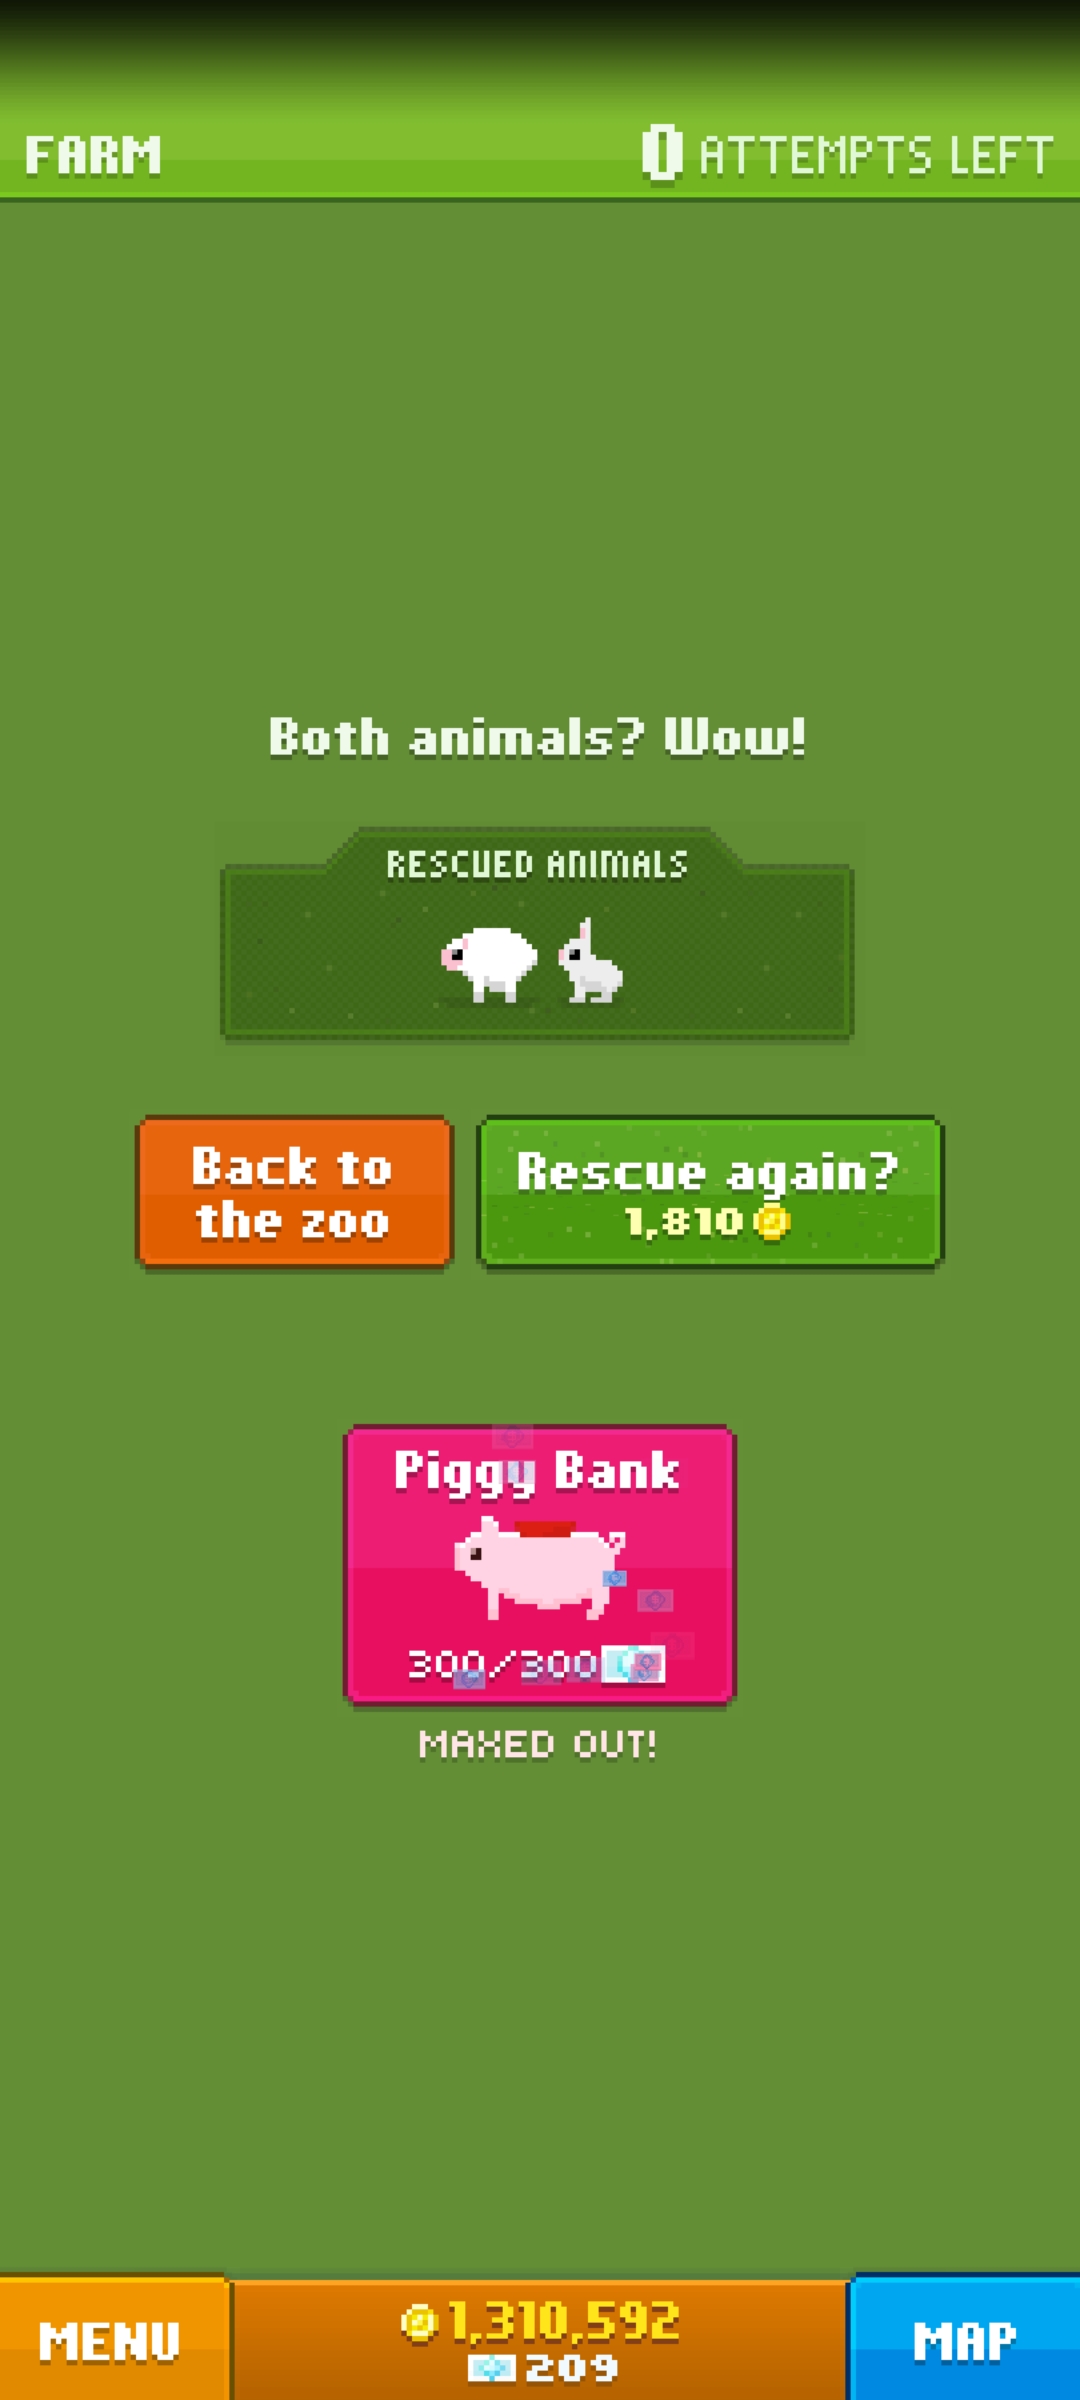 FARM
0 ATTEMPTS LEFT
Both animals? Wow!
RESCUED ANIMALS
Back to
the zoo
Rescue again?
1,810
Piggy Bank
300/300
MAXED OUT!
MENU
1,310,592
209
MAP